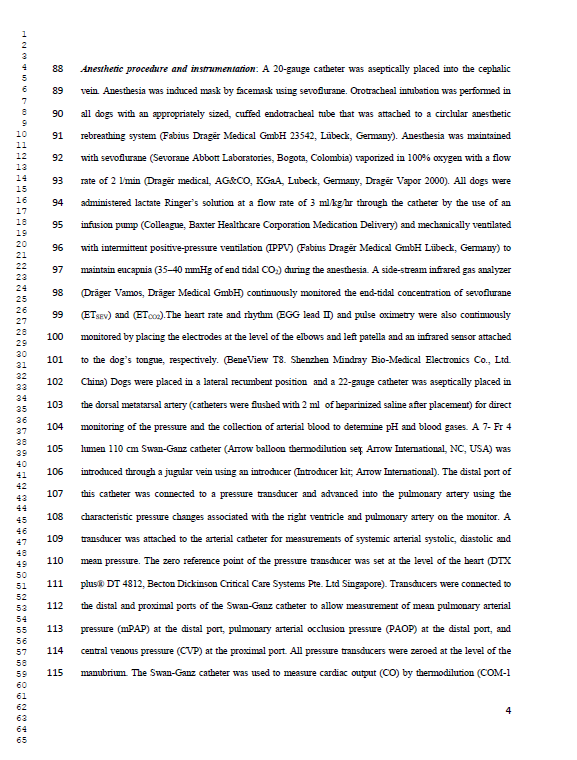 1
2
3
4
5
6
7
8
9
10
11
12
13
14
15
16
17
18
19
20
21
22
23
24
25
26
27
28
29
30
31
32
33
34
35
36
37
38
39
40
41
42
43
44
45
46
47
48
49
50
51
52
53
54
55
56
57
58
59
60
61
62
63
64
65
88 Anesthetic procedure and instrumentation: A 20-gauge catheter was aseptically placed into the cephalic
89 vein. Anesthesia was induced mask by facemask using sevoflurane. Orotracheal intubation was performed in
90 all dogs with an appropriately sized, cuffed endotracheal tube that was attached to a circlular anesthetic
91 rebreathing system (Fabius Dragër Medical GmbH 23542, Lübeck, Germany). Anesthesia was maintained
92 with sevoflurane (Sevorane Abbott Laboratories, Bogota, Colombia) vaporized in 100% oxygen with a flow
93 rate of 2 l/min (Dragër medical, AG&CO, KGaA, Lubeck, Germany, Dragër Vapor 2000). All dogs were
94 administered lactate Ringer's solution at a flow rate of 3 ml/kg/hr through the catheter by the use of an
95 infusion pump (Colleague, Baxter Healthcare Corporation Medication Delivery) and mechanically ventilated
96 with intermittent positive-pressure ventilation (IPPV) (Fabius Dragër Medical GmbH Lübeck, Germany) to
97 maintain eucapnia (35–40 mmHg of end tidal CO2) during the anesthesia. A side-stream infrared gas analyzer
98 (Dräger Vamos, Dräger Medical GmbH) continuously monitored the end-tidal concentration of sevoflurane
99 (ETSEV) and (ETCO2).The heart rate and rhythm (EGG lead II) and pulse oximetry were also continuously
100 monitored by placing the electrodes at the level of the elbows and left patella and an infrared sensor attached
101 to the dog's tongue, respectively. (BeneView T8. Shenzhen Mindray Bio-Medical Electronics Co., Ltd.
102 China) Dogs were placed in a lateral recumbent position and a 22-gauge catheter was aseptically placed in
103 the dorsal metatarsal artery (catheters were flushed with 2 ml of heparinized saline after placement) for direct
104 monitoring of the pressure and the collection of arterial blood to determine pH and blood gases. A 7- Fr 4
105 lumen 110 cm Swan-Ganz catheter (Arrow balloon thermodilution set; Arrow International, NC, USA) was
106 introduced through a jugular vein using an introducer (Introducer kit; Arrow International). The distal port of
107 this catheter was connected to a pressure transducer and advanced into the pulmonary artery using the
108 characteristic pressure changes associated with the right ventricle and pulmonary artery on the monitor. A
109 transducer was attached to the arterial catheter for measurements of systemic arterial systolic, diastolic and
110 mean pressure. The zero reference point of the pressure transducer was set at the level of the heart (DTX
111 plus® DT 4812, Becton Dickinson Critical Care Systems Pte. Ltd Singapore). Transducers were connected to
112 the distal and proximal ports of the Swan-Ganz catheter to allow measurement of mean pulmonary arterial
113 pressure (mPAP) at the distal port, pulmonary arterial occlusion pressure (PAOP) at the distal port, and
114 central venous pressure (CVP) at the proximal port. All pressure transducers were zeroed at the level of the
115 manubrium. The Swan-Ganz catheter was used to measure cardiac output (CO) by thermodilution (COM-1
4